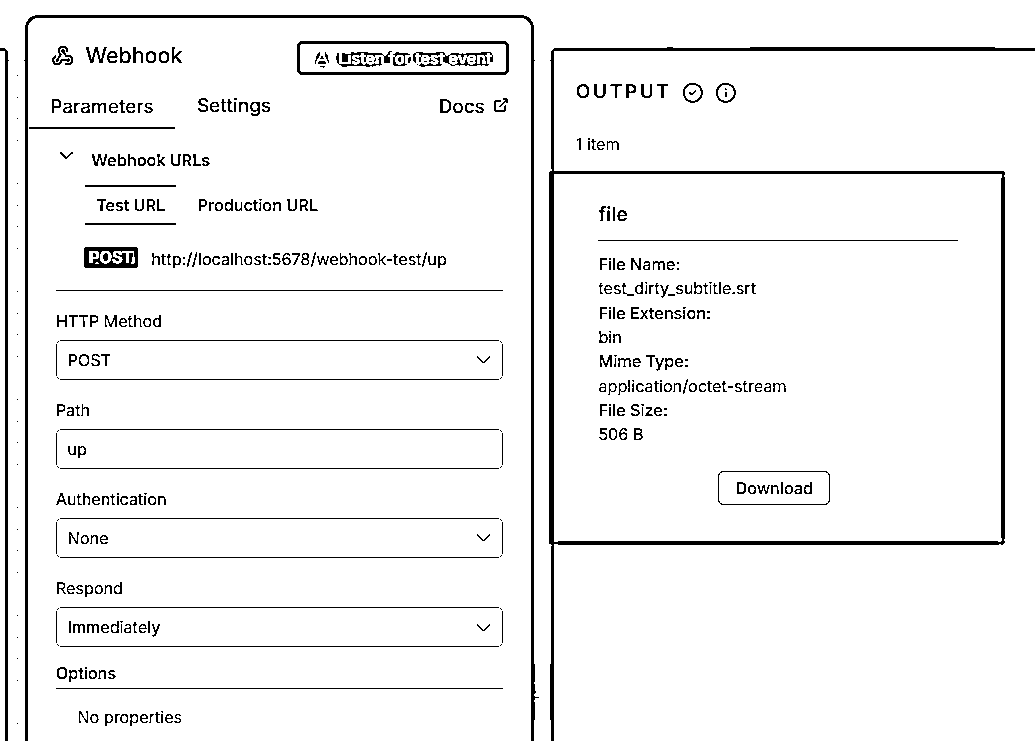 Webhook
Listen for test event
Parameters
Settings
Docs
Webhook URLs
Test URL
Production URL
POST
http://localhost:5678/webhook-test/up
HTTP Method
POST
Path
up
Authentication
None
Respond
Immediately
Options
No properties
OUTPUT
1 item
file
File Name:
test_dirty_subtitle.srt
File Extension:
bin
Mime Type:
application/octet-stream
File Size:
506 B
Download